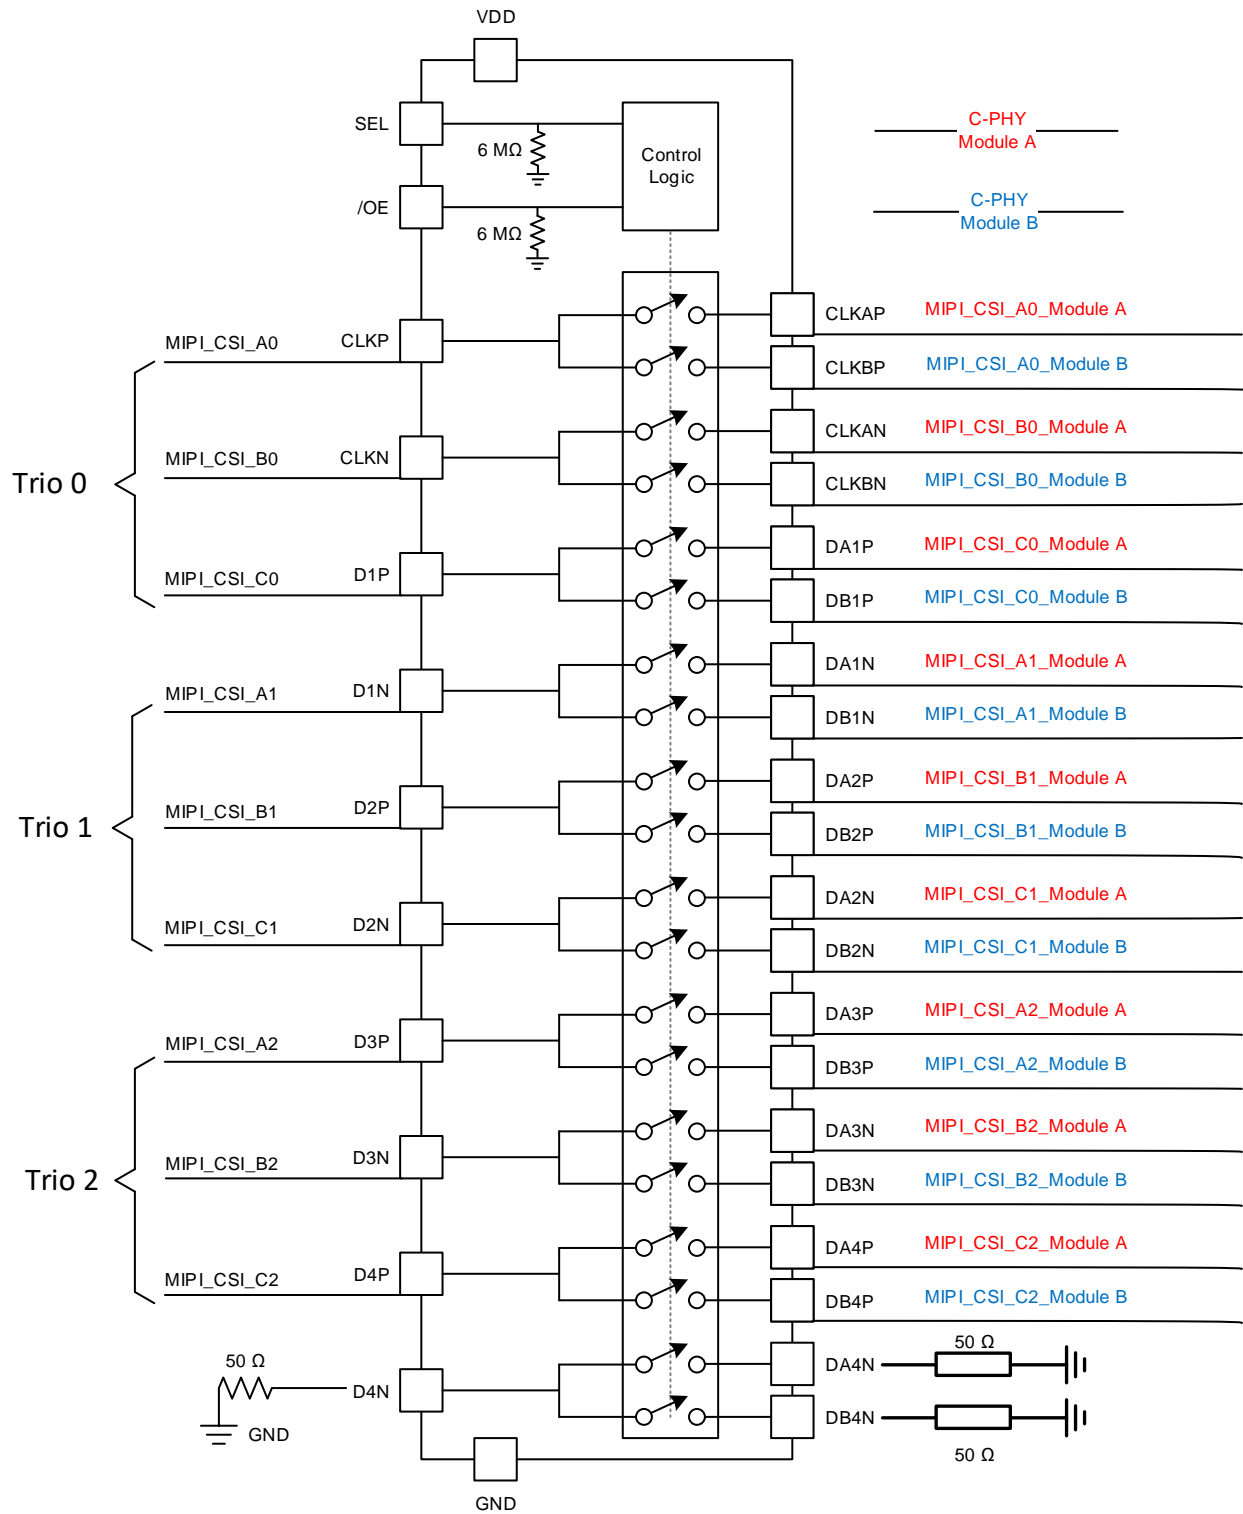 VDD
SEL
6 MΩ
Control
Logic
/OE
6 MΩ
C-PHY
Module A
C-PHY
Module B
Trio 0
MIPI_CSI_A0
CLKP
CLKAP
MIPI_CSI_A0_Module A
CLKBP
MIPI_CSI_A0_Module B
MIPI_CSI_B0
CLKN
CLKAN
MIPI_CSI_B0_Module A
CLKBN
MIPI_CSI_B0_Module B
MIPI_CSI_C0
D1P
DA1P
MIPI_CSI_C0_Module A
DB1P
MIPI_CSI_C0_Module B
Trio 1
MIPI_CSI_A1
D1N
DA1N
MIPI_CSI_A1_Module A
DB1N
MIPI_CSI_A1_Module B
MIPI_CSI_B1
D2P
DA2P
MIPI_CSI_B1_Module A
DB2P
MIPI_CSI_B1_Module B
MIPI_CSI_C1
D2N
DA2N
MIPI_CSI_C1_Module A
DB2N
MIPI_CSI_C1_Module B
Trio 2
MIPI_CSI_A2
D3P
DA3P
MIPI_CSI_A2_Module A
DB3P
MIPI_CSI_A2_Module B
MIPI_CSI_B2
D3N
DA3N
MIPI_CSI_B2_Module A
DB3N
MIPI_CSI_B2_Module B
MIPI_CSI_C2
D4P
DA4P
MIPI_CSI_C2_Module A
DB4P
MIPI_CSI_C2_Module B
50 Ω
GND
D4N
DA4N
50 Ω
DB4N
50 Ω
GND